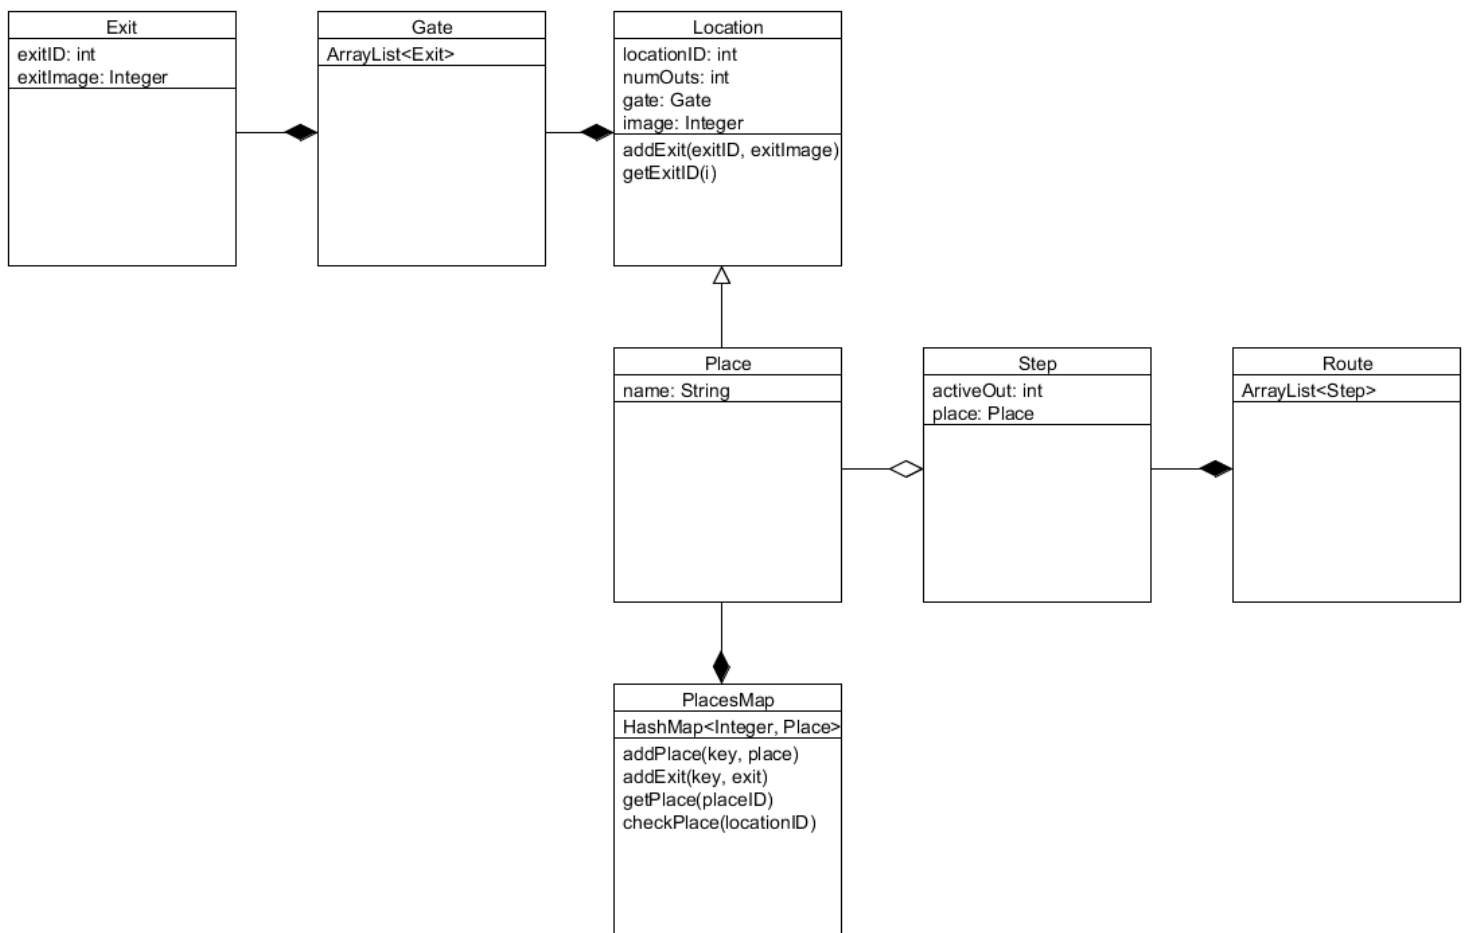 Exit
exitID: int
exitImage: Integer
Gate
ArrayList<Exit>
Location
locationID: int
numOuts: int
gate: Gate
image: Integer
addExit(exitID, exitImage)
getExitID(i)
Place
name: String
Step
activeOut: int
place: Place
Route
ArrayList<Step>
PlacesMap
HashMap<Integer, Place>
addPlace(key, place)
addExit(key, exit)
getPlace(placeID)
checkPlace(locationID)